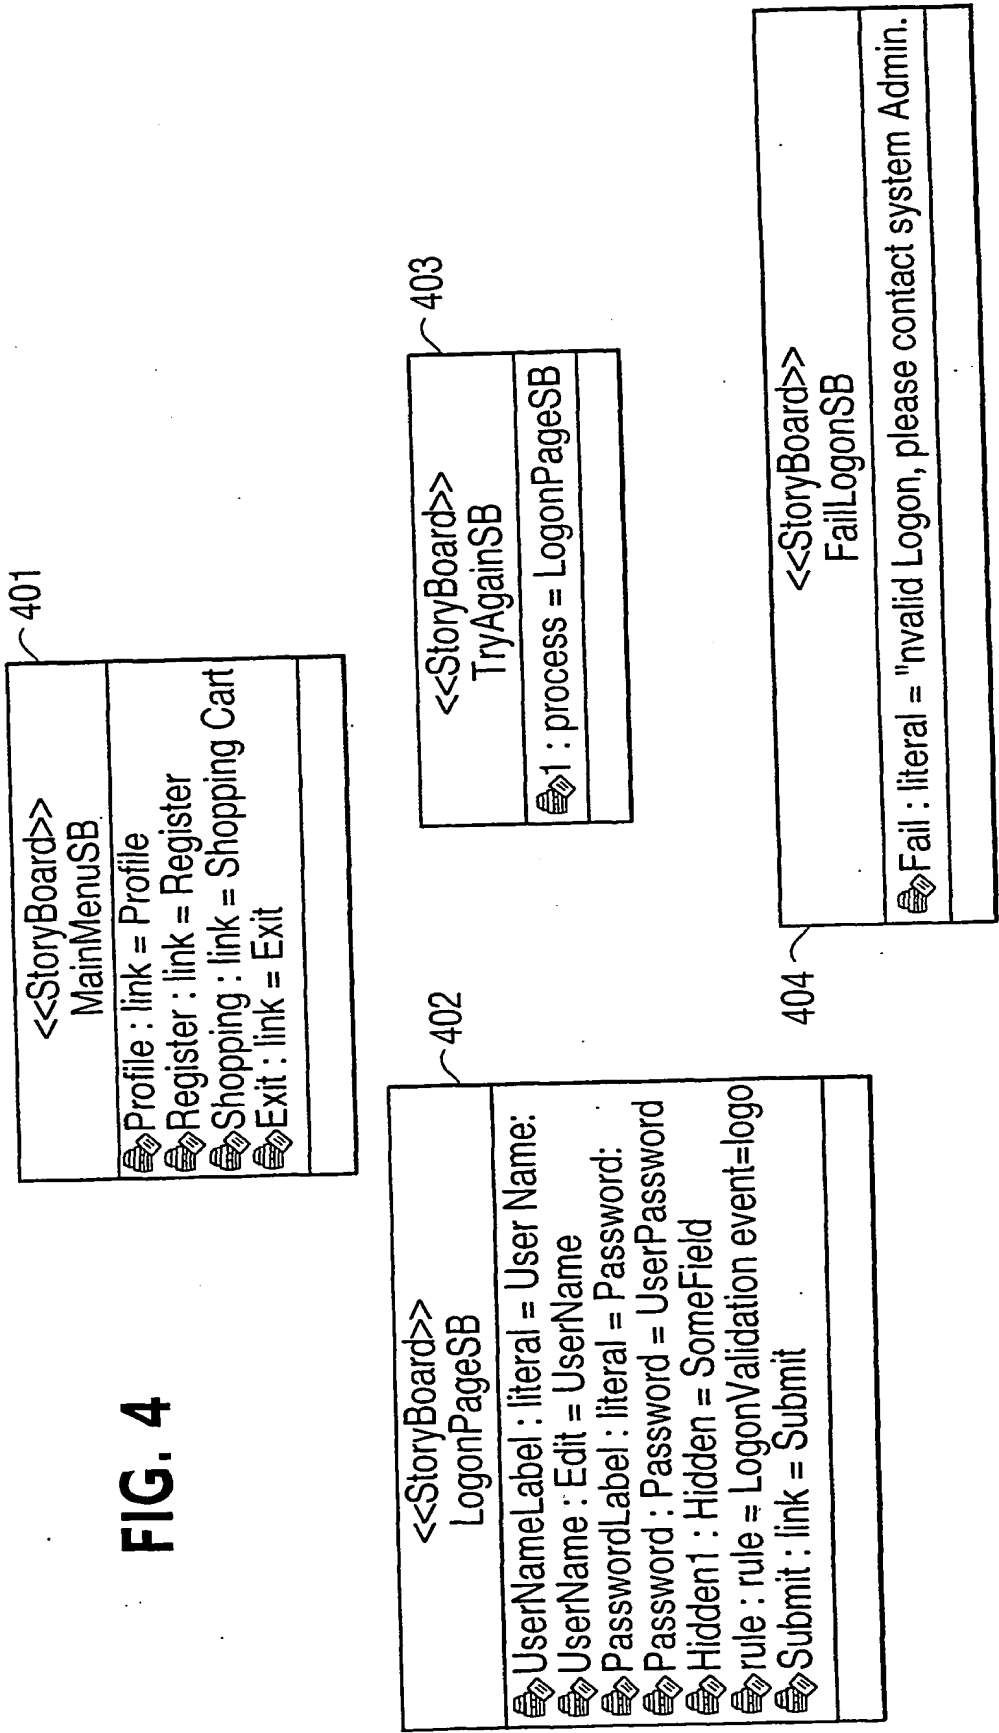 FIG. 4
401
<<StoryBoard>>
MainMenuSB
Profile : link = Profile
Register : link = Register
Shopping : link = Shopping Cart
Exit : link = Exit
402
<<StoryBoard>>
LogonPageSB
UserNameLabel : literal = User Name:
UserName : Edit = UserName
PasswordLabel : literal = Password:
Password : Password = UserPassword
Hidden1 : Hidden = SomeField
rule : rule = LogonValidation event=logo
Submit : link = Submit
403
<<StoryBoard>>
TryAgainSB
1 : process = LogonPageSB
404
<<StoryBoard>>
FailLogonSB
Fail : literal = "nvalid Logon, please contact system Admin.